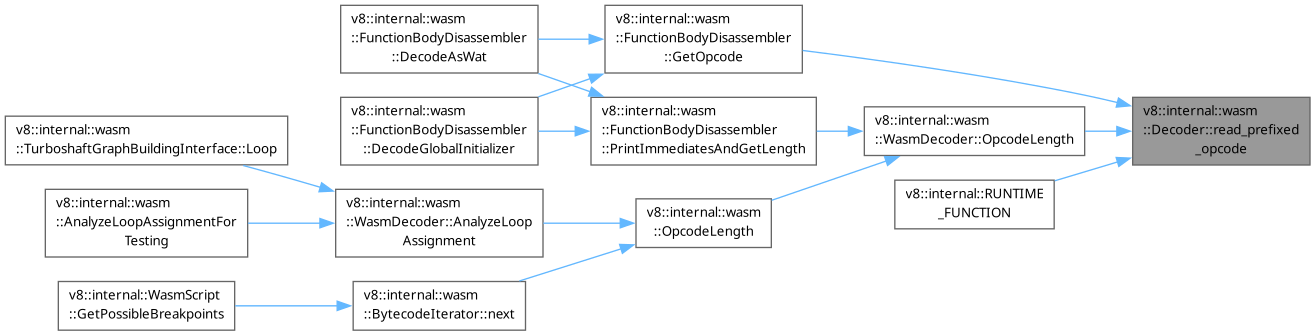 v8::internal::wasm
::FunctionBodyDisassembler
::DecodeAsWat
v8::internal::wasm
::FunctionBodyDisassembler
::GetOpcode
v8::internal::wasm
::FunctionBodyDisassembler
::DecodeGlobalInitializer
v8::internal::wasm
::FunctionBodyDisassembler
::PrintImmediatesAndGetLength
v8::internal::wasm
::WasmDecoder::OpcodeLength
v8::internal::wasm
::Decoder::read_prefixed
_opcode
v8::internal::wasm
::TurboshaftGraphBuildingInterface::Loop
v8::internal::RUNTIME
_FUNCTION
v8::internal::wasm
::AnalyzeLoopAssignmentFor
Testing
v8::internal::wasm
::WasmDecoder::AnalyzeLoop
Assignment
v8::internal::wasm
::OpcodeLength
v8::internal::WasmScript
::GetPossibleBreakpoints
v8::internal::wasm
::BytecodeIterator::next